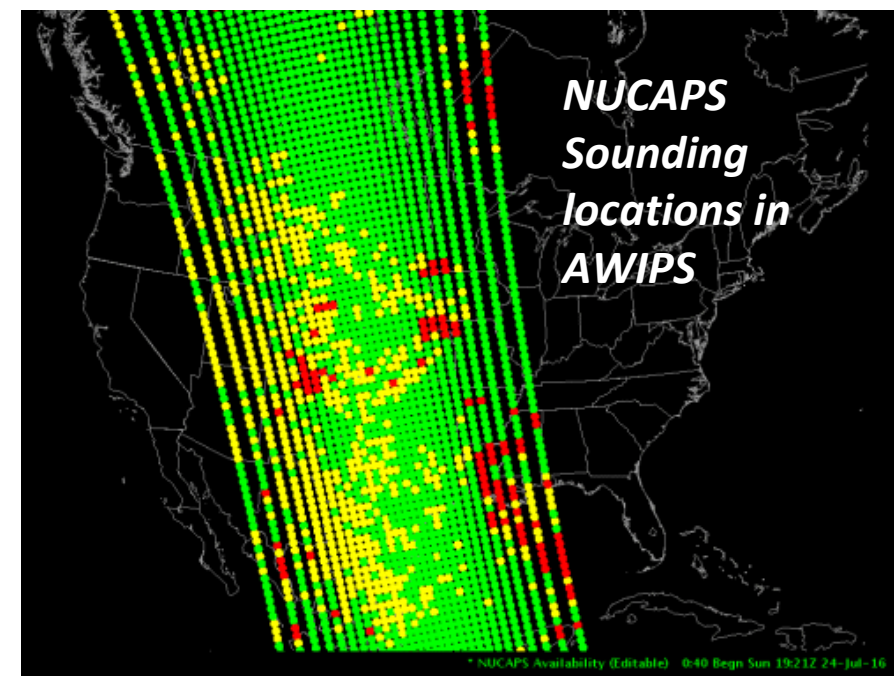 NUCAPS
Sounding
locations in
AWIPS
* NUCAPS Availability (Editable) 0:40 Begn Sun 19:21Z 24-Jul-16